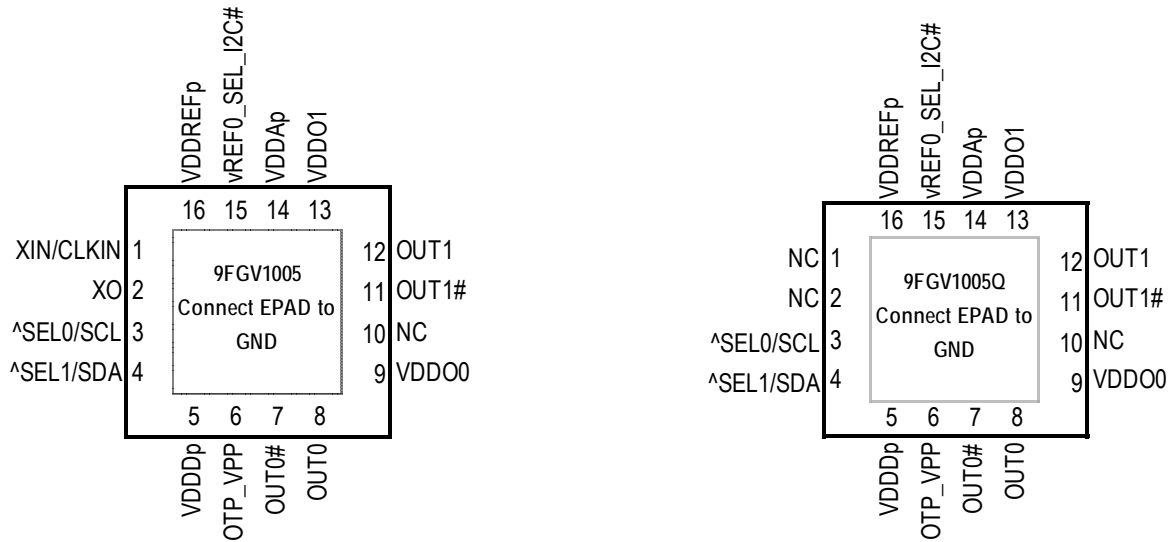 VDDREFp
vREF0_SEL_I2C#
VDDAp
VDDO1
16 15 14 13
XIN/CLKIN 1
XO 2
^SEL0/SCL 3
^SEL1/SDA 4
9FGV1005
Connect EPAD to
GND
12 OUT1
11 OUT1#
10 NC
9 VDDO0
5 6 7 8
VDDDp
OTP_VPP
OUT0#
OUT0
VDDREFp
vREF0_SEL_I2C#
VDDAp
VDDO1
16 15 14 13
NC 1
NC 2
^SEL0/SCL 3
^SEL1/SDA 4
9FGV1005Q
Connect EPAD to
GND
12 OUT1
11 OUT1#
10 NC
9 VDDO0
5 6 7 8
VDDDp
OTP_VPP
OUT0#
OUT0